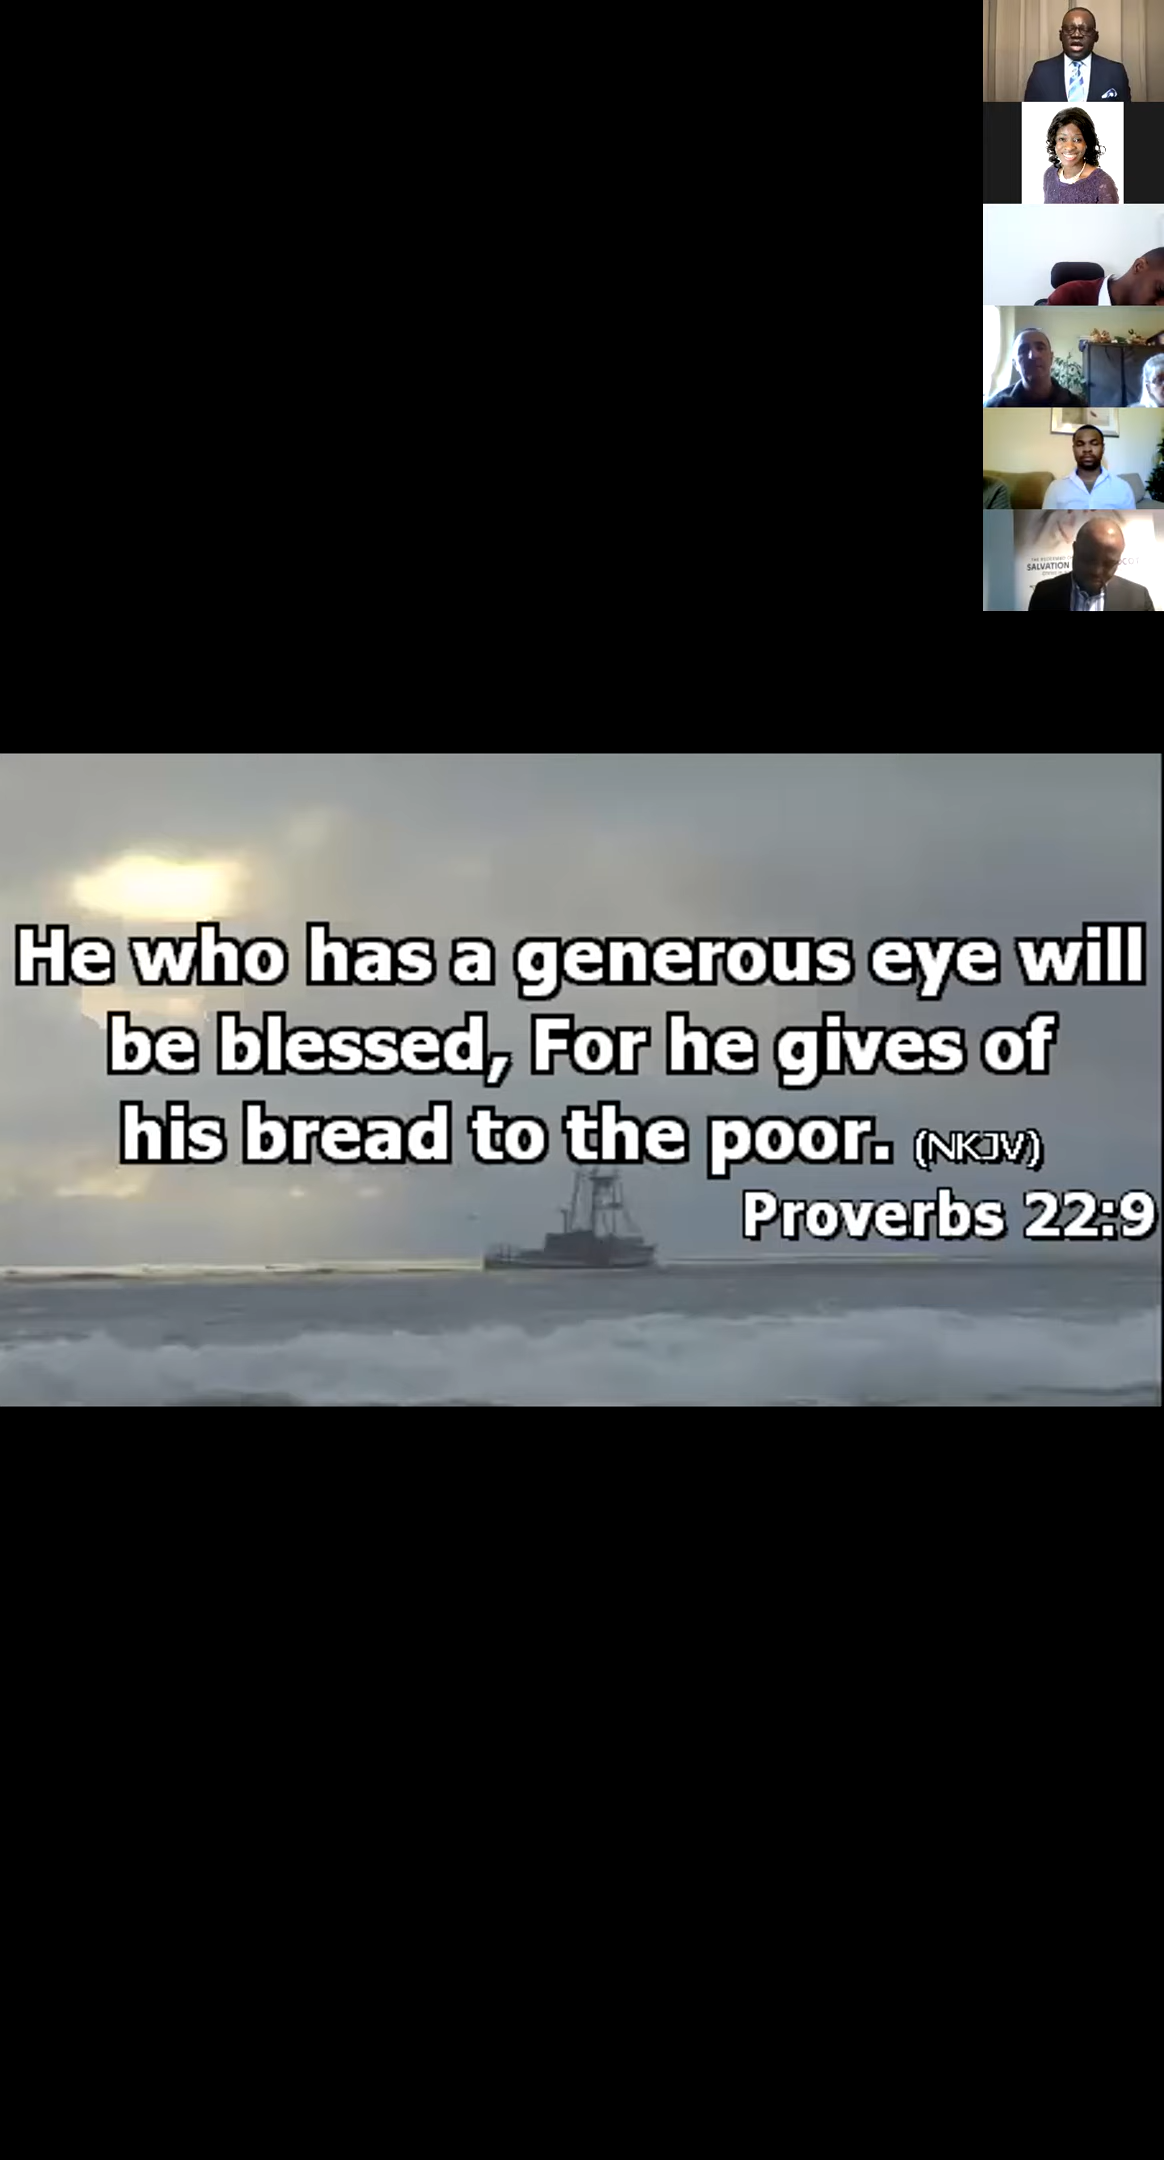 SALVATION
He who has a generous eye will
be blessed, For he gives of
his bread to the poor. (NKJV)
Proverbs 22:9